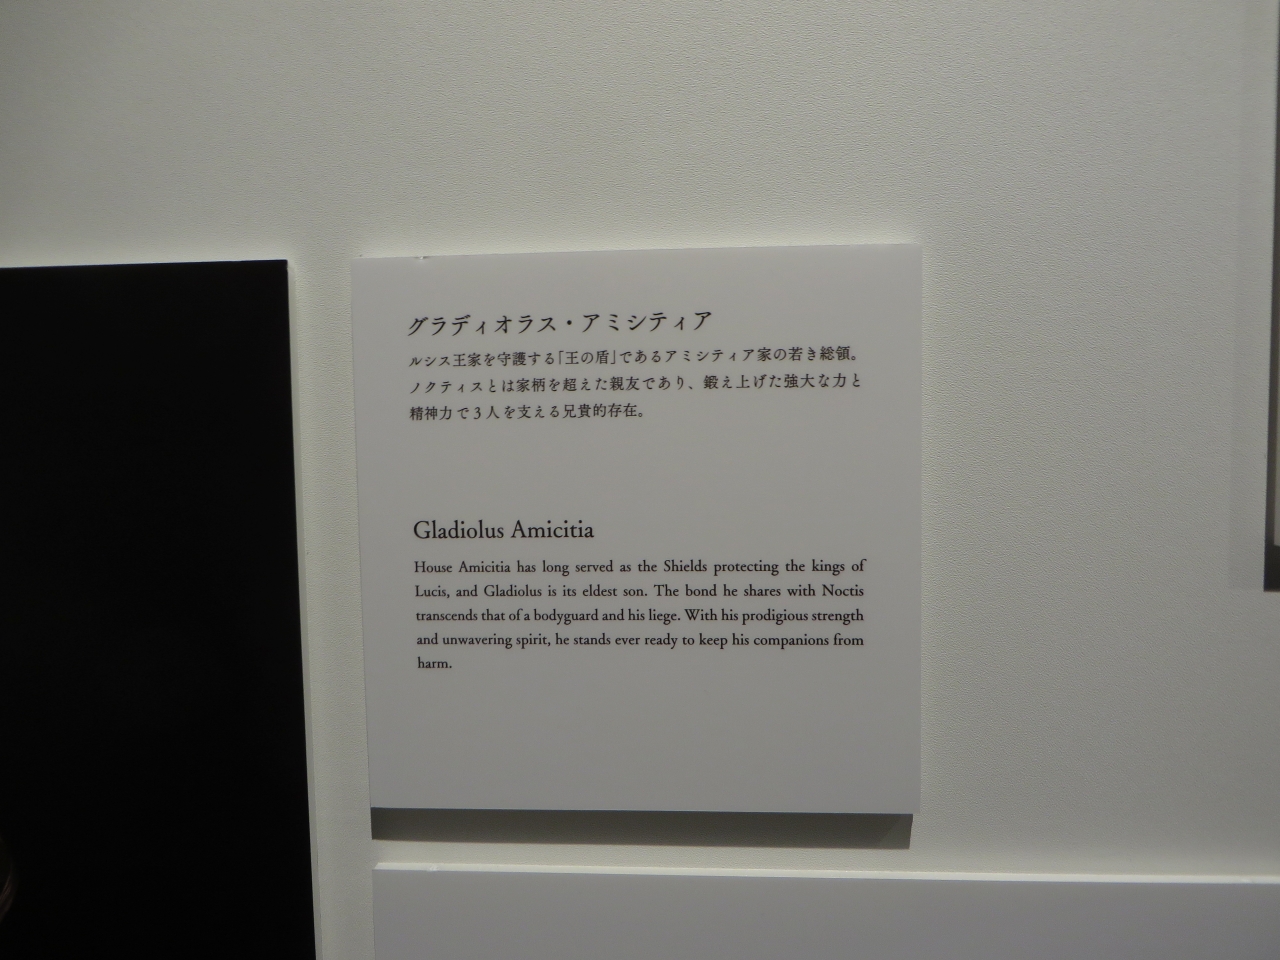 グラディオラス・アミシティア
ルシス王家を守護する「王の盾」であるアミシティア家の若き総領。
ノクティスとは家柄を超えた親友であり、鍛え上げた強大な力と
精神力で3人を支える兄貴的存在。
Gladiolus Amicitia
House Amicitia has long served as the Shields protecting the kings of
Lucis, and Gladiolus is its eldest son. The bond he shares with Noctis
transcends that of a bodyguard and his liege. With his prodigious strength
and unwavering spirit, he stands ever ready to keep his companions from
harm.